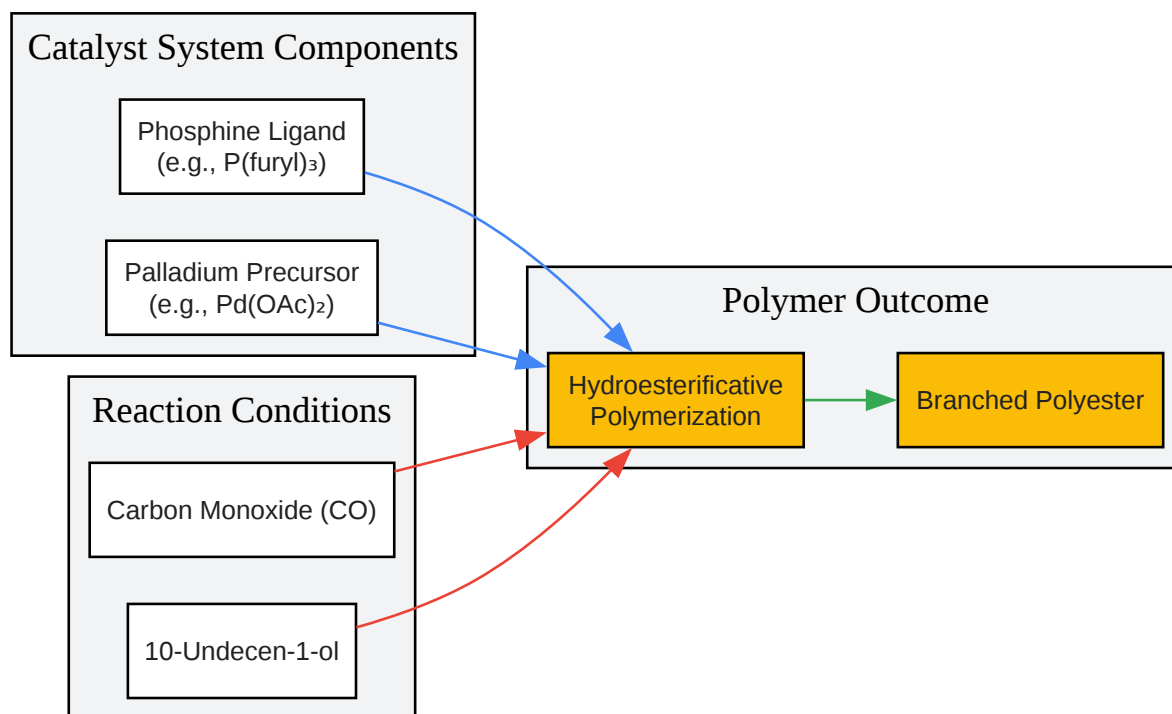 Catalyst System Components
Phosphine Ligand
(e.g., P(furyl)₃)
Palladium Precursor
(e.g., Pd(OAc)₂)
Polymer Outcome
Hydroesterificative
Polymerization
Branched Polyester
Reaction Conditions
Carbon Monoxide (CO)
10-Undecen-1-ol